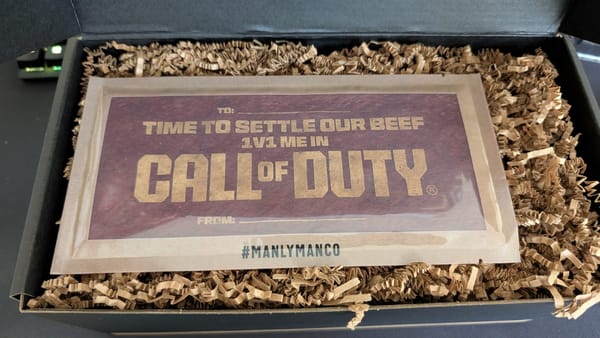 TO:
TIME TO SETTLE OUR BEEF
1V1 ME IN
CALL OF DUTY®
FROM:
#MANLYMANCO